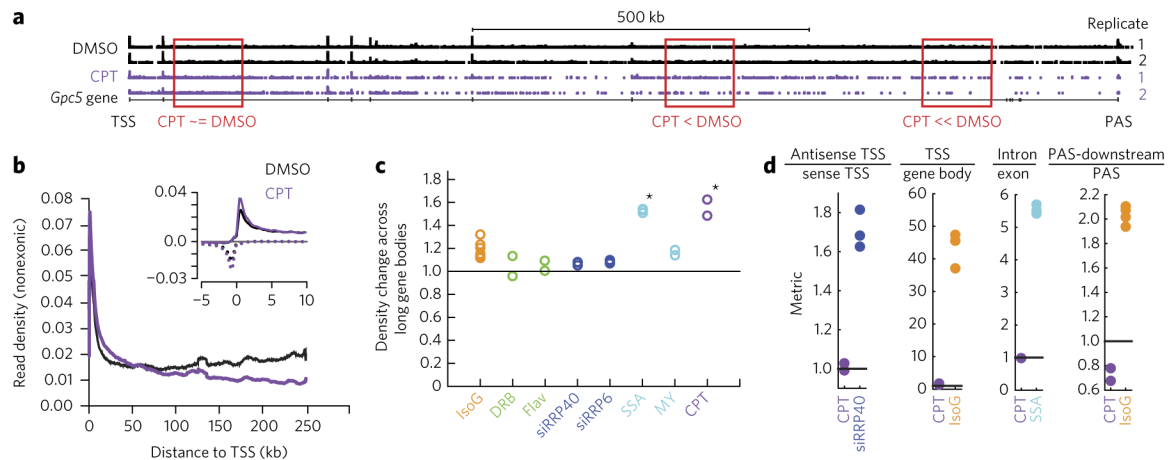 a
500 kb
Replicate
DMSO
1
2
CPT
1
Gpc5 gene
2
TSS
CPT ~= DMSO
CPT < DMSO
CPT << DMSO
PAS
b
DMSO
CPT
0.04
0.0
−0.03
−5
0
5
10
0.08
0.07
0.06
0.05
0.04
0.03
0.02
0.01
0.00
Read density (nonexonic)
0
50
100
150
200
250
300
Distance to TSS (kb)
c
1.8
1.6
1.4
1.2
1.0
0.8
0.6
0.4
0.2
0
Density change across
long gene bodies
*
*
IsoG
DRB
Flav
siRRP40
siRRP6
SSA
MY
CPT
d
Metric
Antisense TSS
sense TSS
1.8
1.6
1.4
1.2
1.0
CPT
siRRP40
TSS
gene body
60
50
40
30
20
10
0
CPT
IsoG
Intron
exon
6
5
4
3
2
1
0
CPT
SSA
PAS-downstream
PAS
2.2
2.0
1.8
1.6
1.4
1.2
1.0
0.8
0.6
CPT
IsoG